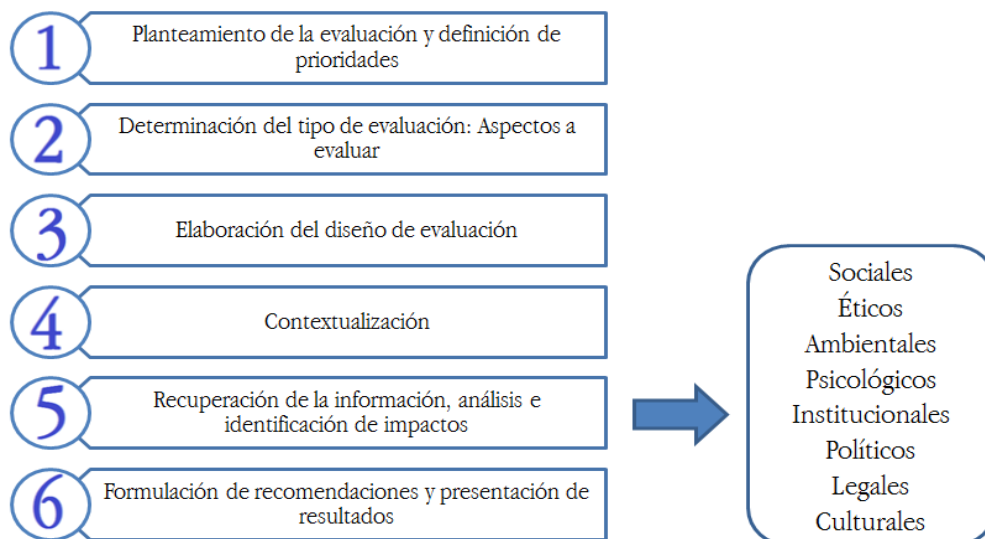 1
Planteamiento de la evaluación y definición de
prioridades
2
Determinación del tipo de evaluación: Aspectos a
evaluar
3
Elaboración del diseño de evaluación
4
Contextualización
5
Recuperación de la información, análisis e
identificación de impactos
6
Formulación de recomendaciones y presentación de
resultados
Sociales
Éticos
Ambientales
Psicológicos
Institucionales
Políticos
Legales
Culturales